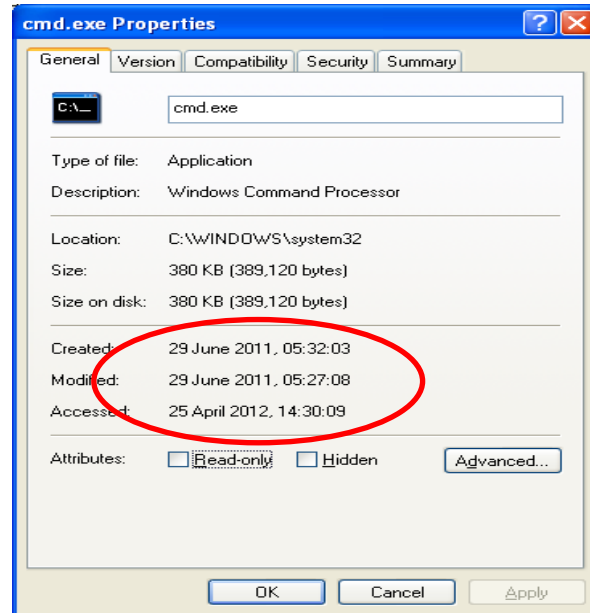 cmd.exe Properties
General Version Compatibility Security Summary
C:\_
cmd.exe
Type of file: Application
Description: Windows Command Processor
Location: C:\WINDOWS\system32
Size: 380 KB (389,120 bytes)
Size on disk: 380 KB (389,120 bytes)
Created: 29 June 2011, 05:32:03
Modified: 29 June 2011, 05:27:08
Accessed: 25 April 2012, 14:30:09
Attributes: Read-only Hidden Advanced...
OK Cancel Apply